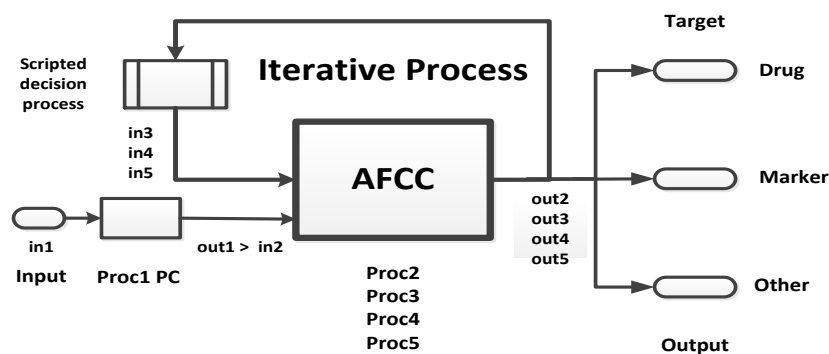 Target
Scripted
decision
process
Iterative Process
Drug
in3
in4
in5
AFCC
Marker
out2
out3
out4
out5
in1
out1 > in2
Input
Proc1 PC
Proc2
Proc3
Proc4
Proc5
Other
Output